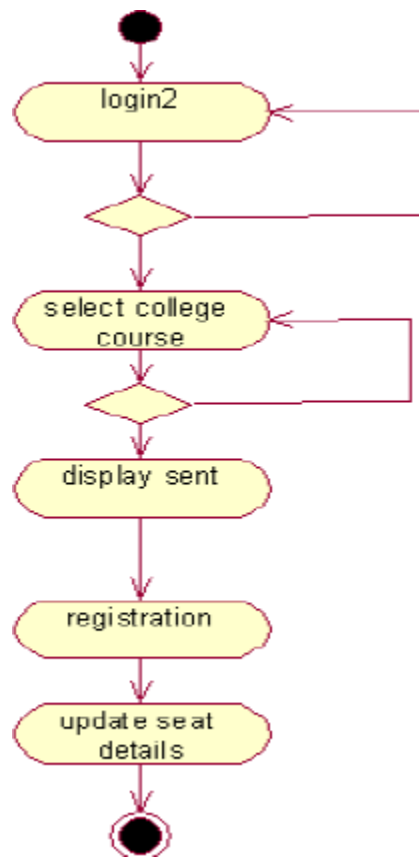 login2
select college
course
display sent
registration
update seat
details